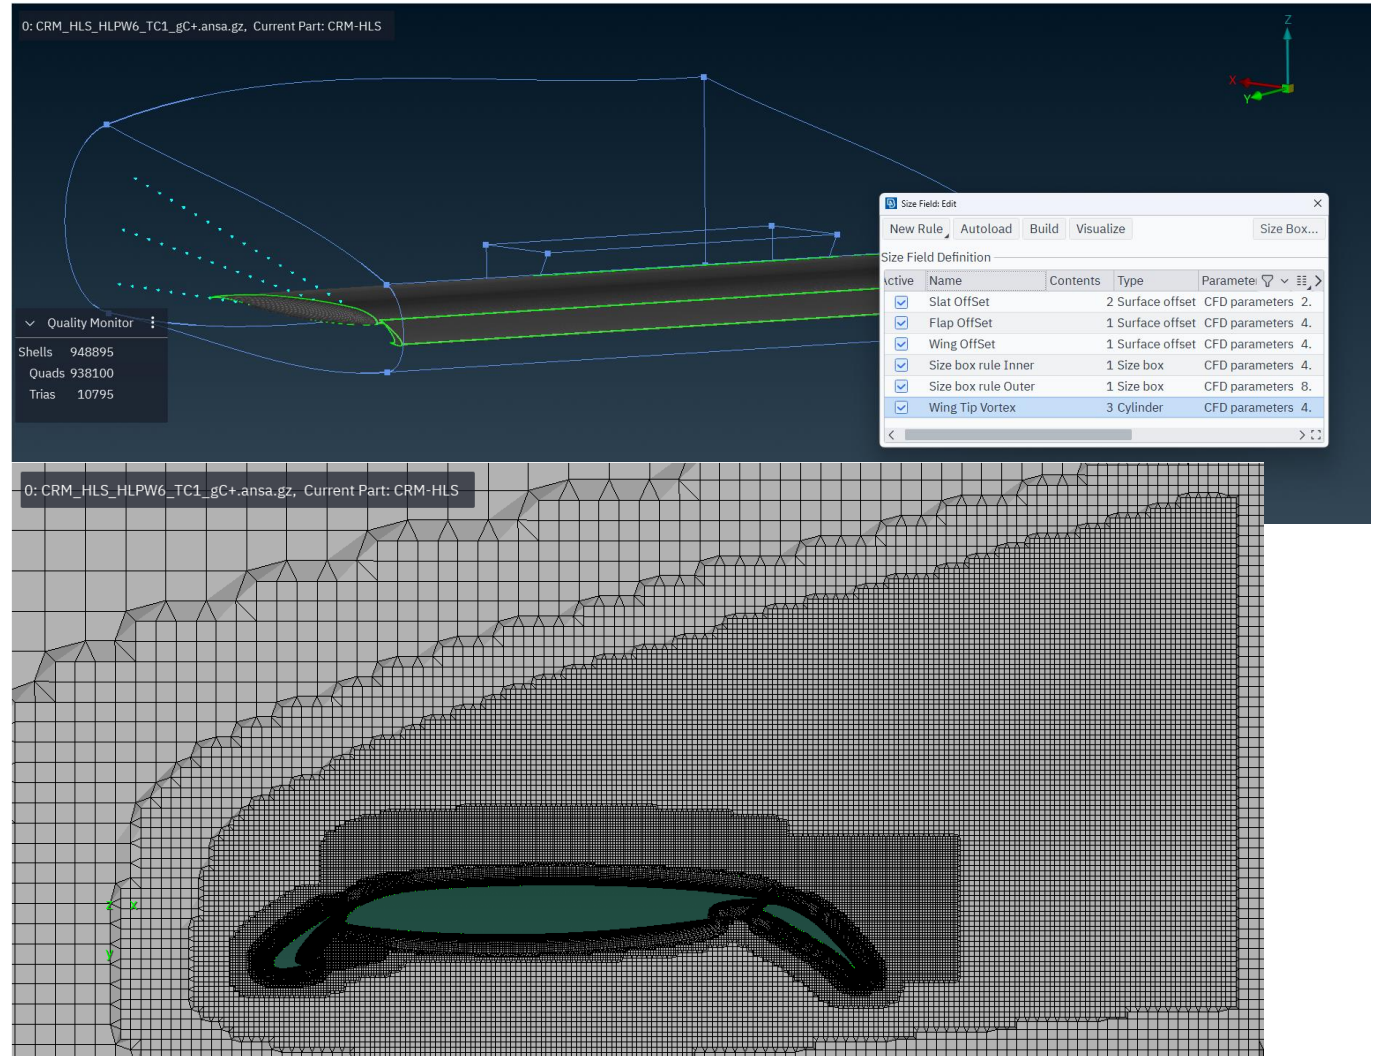 0: CRM_HLS_HLPW6_TC1_gC+.ansa.gz, Current Part: CRM-HLS
Z
X
Y
Size Field: Edit
New Rule Autoload Build Visualize Size Box...
Size Field Definition
Active Name Contents Type Parameter
Slat OffSet 2 Surface offset CFD parameters 2.
Flap OffSet 1 Surface offset CFD parameters 4.
Wing OffSet 1 Surface offset CFD parameters 4.
Size box rule Inner 1 Size box CFD parameters 4.
Size box rule Outer 1 Size box CFD parameters 8.
Wing Tip Vortex 3 Cylinder CFD parameters 4.
Quality Monitor
Shells 948895
Quads 938100
Trias 10795
0: CRM_HLS_HLPW6_TC1_gC+.ansa.gz, Current Part: CRM-HLS
z x
y